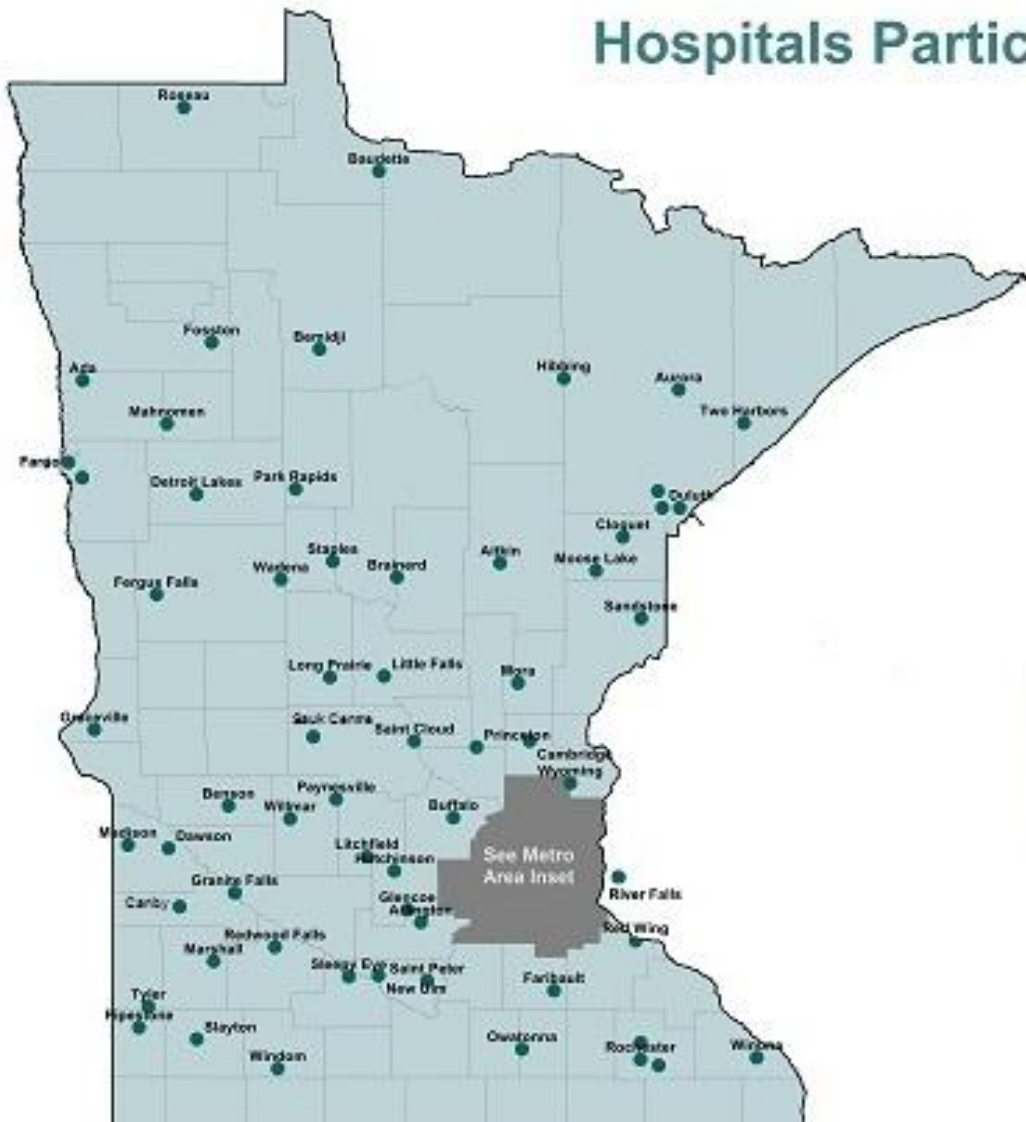 Hospitals Partic
Roseau
Baudette
Fosston
Bemidji
Ada
Hibbing
Aurora
Mahnomen
Two Harbors
Fargo
Detroit Lakes
Park Rapids
Duluth
Cloquet
Staples
Aitkin
Moose Lake
Wadena
Brainerd
Fergus Falls
Sandstone
Long Prairie
Little Falls
Mora
Graceville
Sauk Centre
Saint Cloud
Princeton
Cambridge
Wyoming
Benson
Paynesville
Willmar
Buffalo
Madison
Dawson
Litchfield
Hutchinson
See Metro
Area Inset
Granite Falls
River Falls
Canby
Glencoe
Arlington
Redwood Falls
Red Wing
Marshall
Sleepy Eye
Saint Peter
New Ulm
Faribault
Tyler
Pipestone
Slayton
Owatonna
Rochester
Winona
Windom